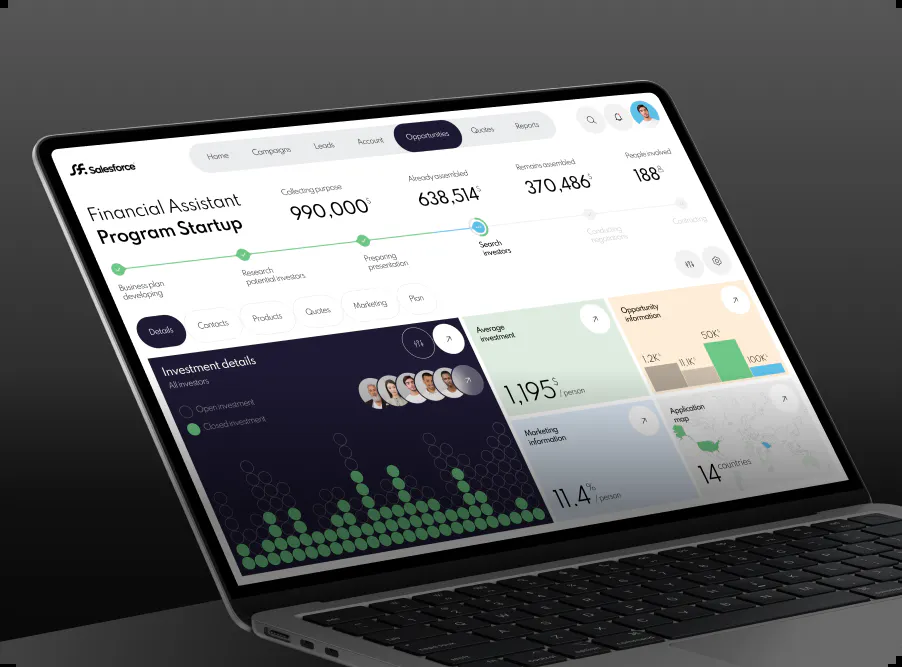 Salesforce
Home
Campaigns
Leads
Account
Opportunities
Quotes
Reports
Financial Assistant
Program Startup
Collecting purpose
990,000$
Already assembled
638,514$
Remains assembled
370,486$
People involved
188
Business plan
developing
Research
potential investors
Preparing
presentation
Search
investors
Conducting
negotiations
Contracting
Details
Contacts
Products
Quotes
Marketing
Plan
Investment details
All investors
Open investment
Closed investment
Average
investment
1,195$ / person
Opportunity
information
1.2K$
11.1K$
50K$
100K$
Marketing
information
11.4% / person
Application
map
14 countries